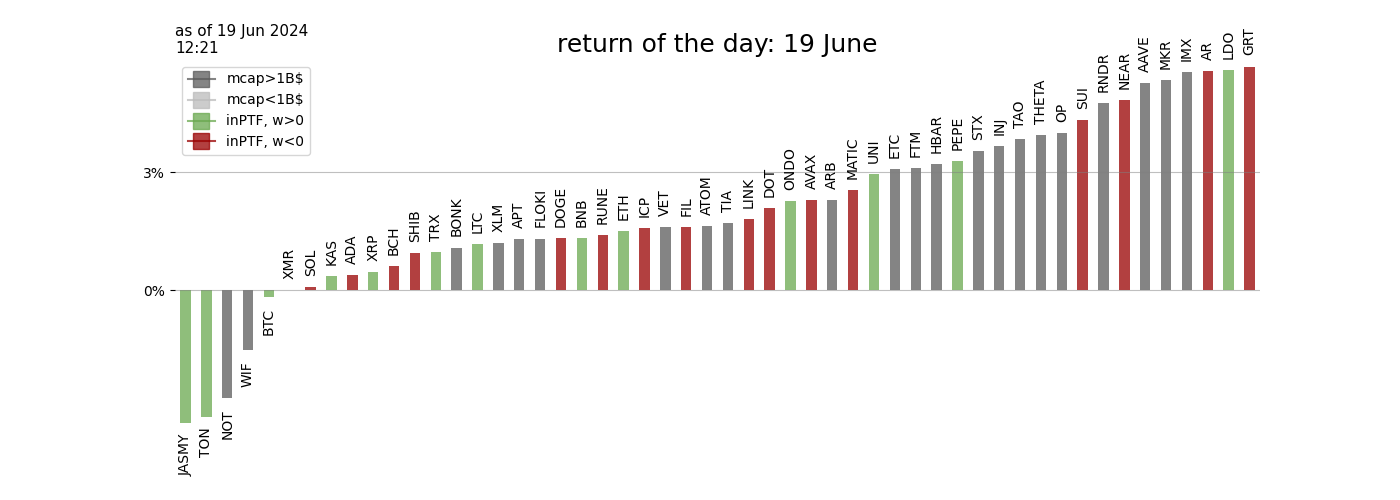 as of 19 Jun 2024
12:21
return of the day: 19 June
mcap>1B$
mcap<1B$
inPTF, w>0
inPTF, w<0
3%
0%
JASMY
TON
NOT
WIF
BTC
XMR
SOL
KAS
ADA
XRP
BCH
SHIB
TRX
BONK
LTC
XLM
APT
FLOKI
DOGE
BNB
RUNE
ETH
ICP
VET
FIL
ATOM
TIA
LINK
DOT
ONDO
AVAX
ARB
MATIC
UNI
ETC
FTM
HBAR
PEPE
STX
INJ
TAO
THETA
OP
SUI
RNDR
NEAR
AAVE
MKR
IMX
AR
LDO
GRT